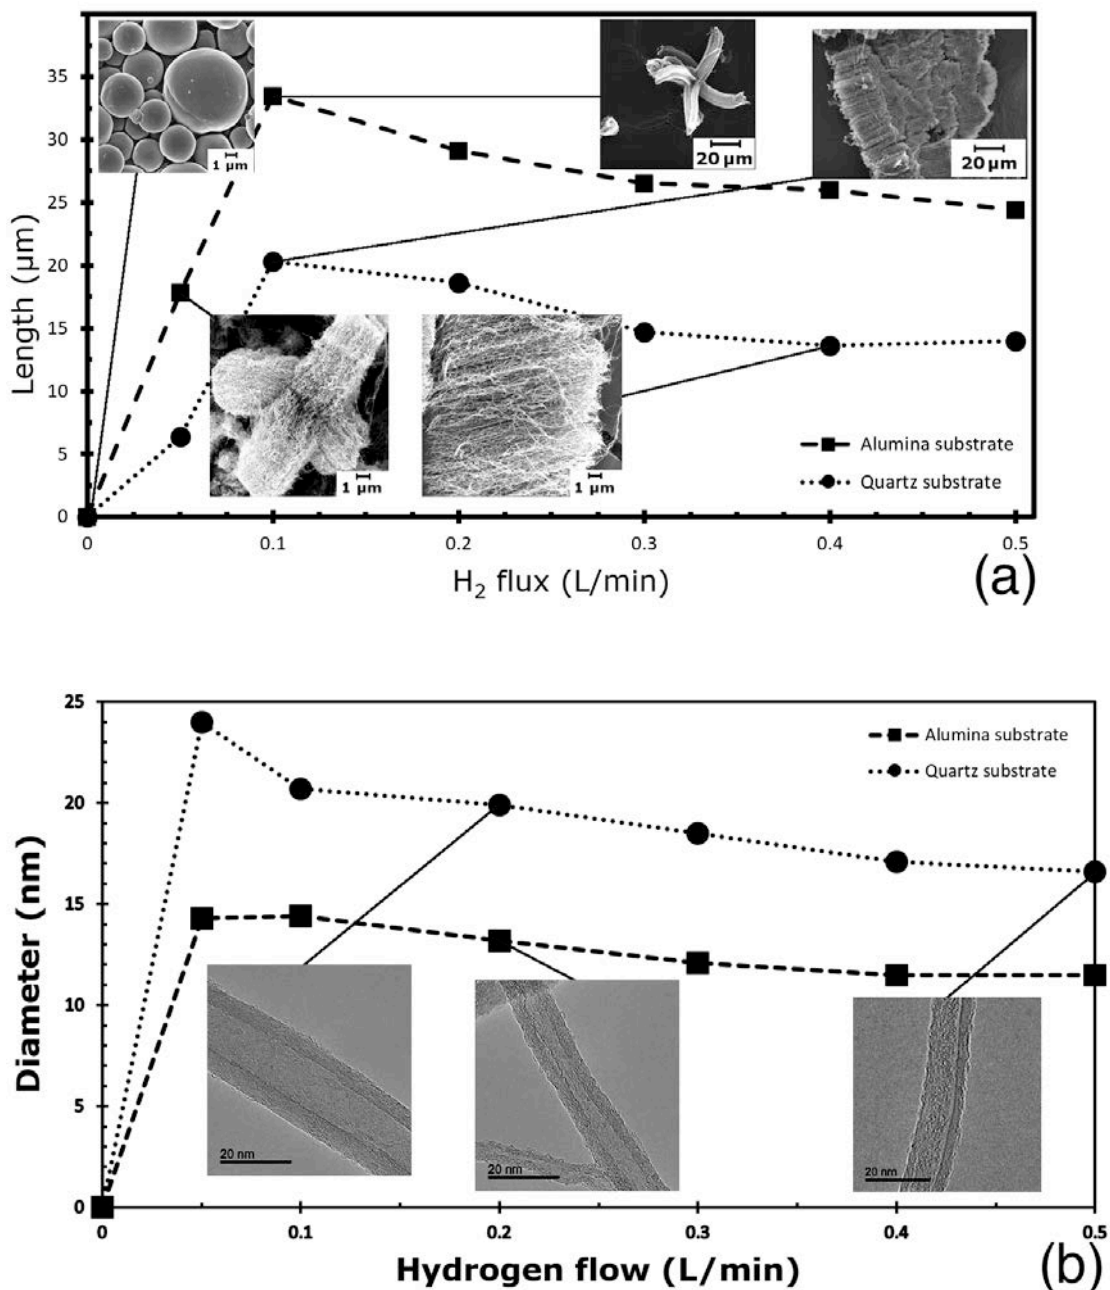 35
30
25
20
15
10
5
0
Length (µm)
1 µm
20 µm
20 µm
1 µm
1 µm
Alumina substrate
Quartz substrate
0 0.1 0.2 0.3 0.4 0.5
H₂ flux (L/min)
(a)
25
20
15
10
5
0
Diameter (nm)
Alumina substrate
Quartz substrate
20 nm
20 nm
20 nm
0 0.1 0.2 0.3 0.4 0.5
Hydrogen flow (L/min)
(b)